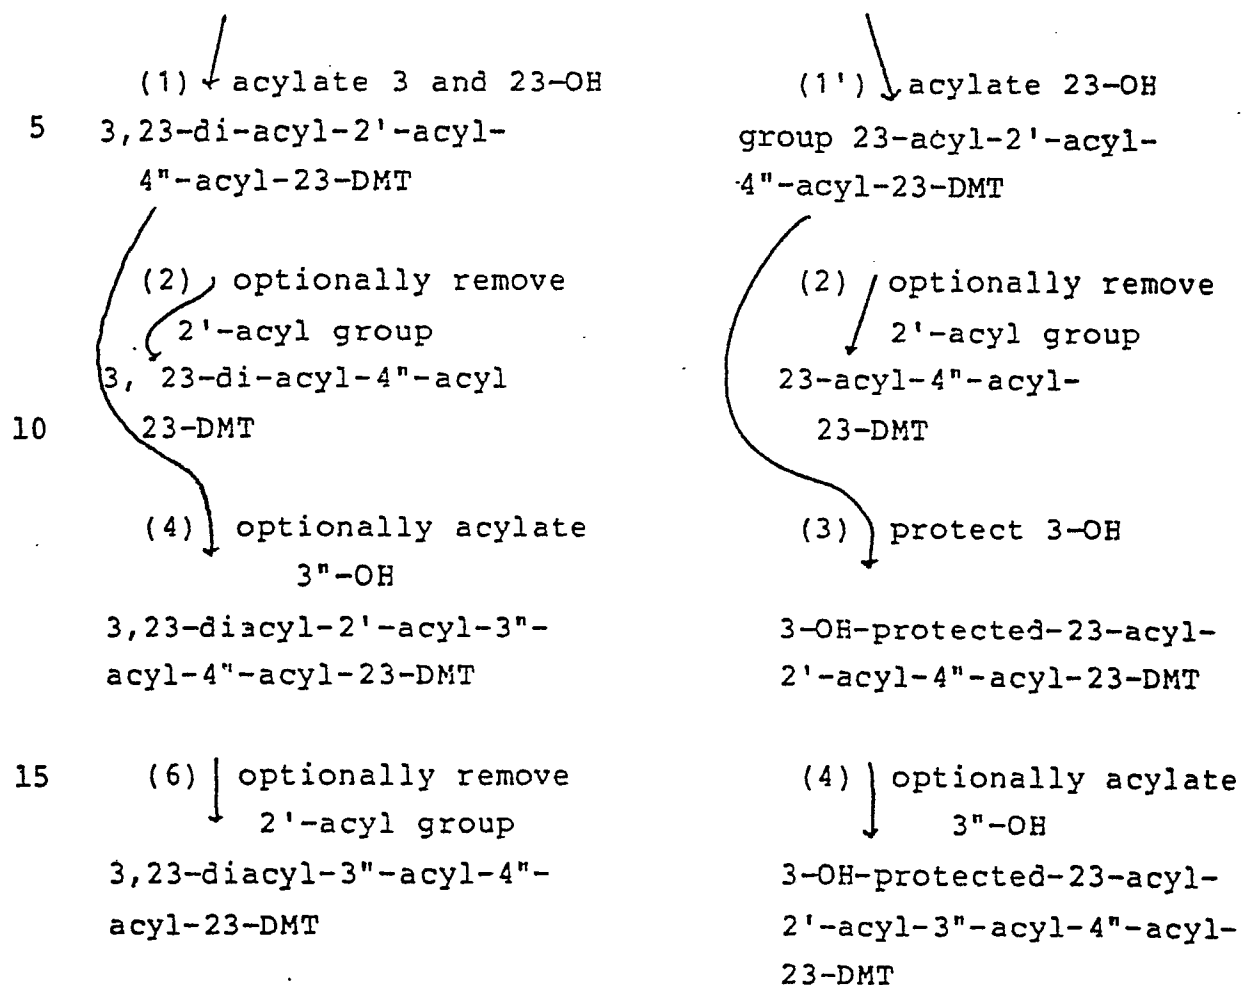 (1) acylate 3 and 23-OH
5 3,23-di-acyl-2'-acyl-
4"-acyl-23-DMT
(2) optionally remove
2'-acyl group
3, 23-di-acyl-4"-acyl
10 23-DMT
(4) optionally acylate
3"-OH
3,23-diacyl-2'-acyl-3"-
acyl-4"-acyl-23-DMT
15 (6) optionally remove
2'-acyl group
3,23-diacyl-3"-acyl-4"-
acyl-23-DMT
(1') acylate 23-OH
group 23-acyl-2'-acyl-
4"-acyl-23-DMT
(2) optionally remove
2'-acyl group
23-acyl-4"-acyl-
23-DMT
(3) protect 3-OH
3-OH-protected-23-acyl-
2'-acyl-4"-acyl-23-DMT
(4) optionally acylate
3"-OH
3-OH-protected-23-acyl-
2'-acyl-3"-acyl-4"-acyl-
23-DMT